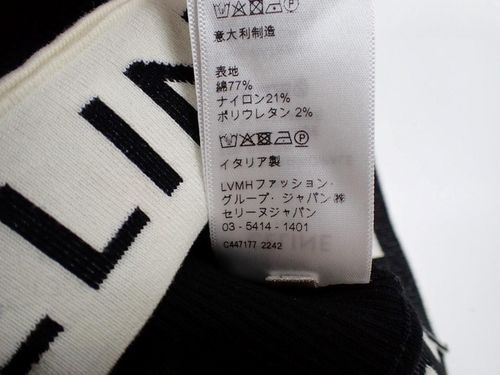 意大利制造
表地
綿77%
ナイロン21%
ポリウレタン 2%
イタリア製
LVMHファッション・
グループ・ジャパン㈱
セリーヌジャパン
03 - 5414 - 1401
C447177 2242
LIN